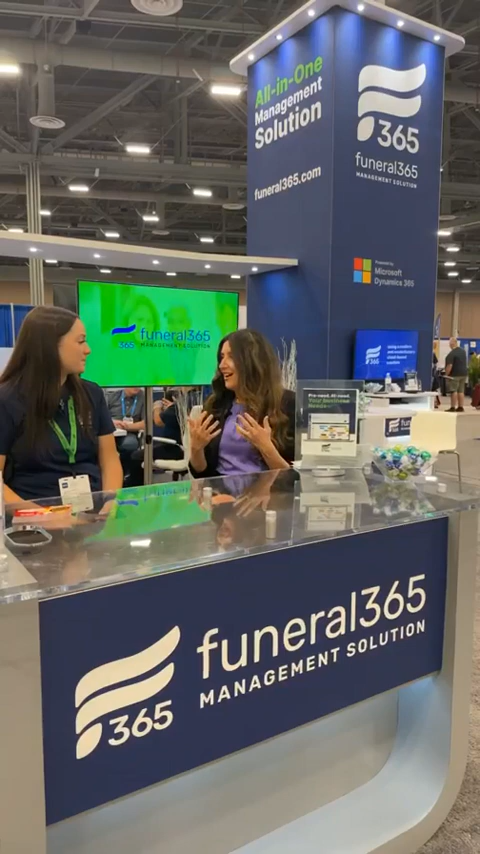 All-in-One
Management
Solution
funeral365.com
365
funeral365
MANAGEMENT SOLUTION
Microsoft
Dynamics 365
365
funeral365
MANAGEMENT SOLUTION
365
funeral365
MANAGEMENT SOLUTION